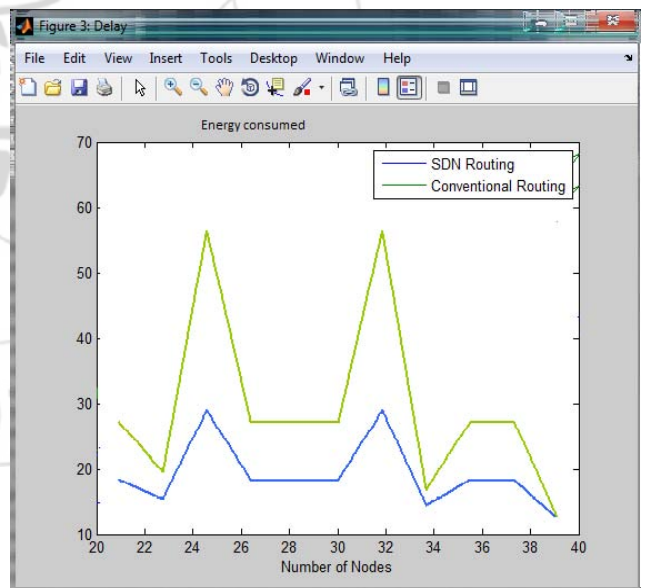 Figure 3: Delay
File Edit View Insert Tools Desktop Window Help
Energy consumed
70
60
50
40
30
20
10
SDN Routing
Conventional Routing
20 22 24 26 28 30 32 34 36 38 40
Number of Nodes